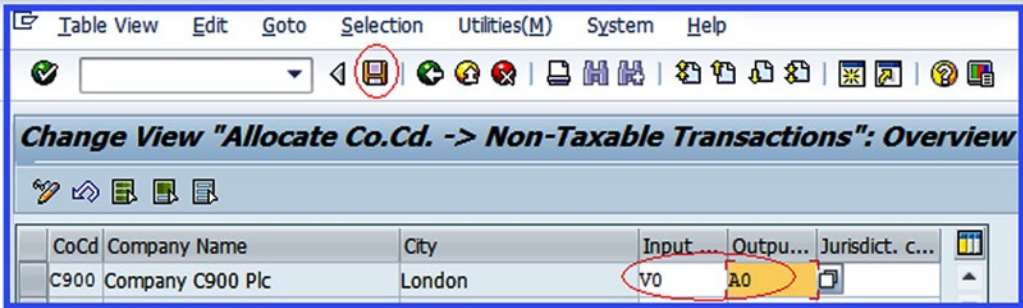 Table View Edit Goto Selection Utilities(M) System Help
Change View "Allocate Co.Cd. -> Non-Taxable Transactions": Overview
CoCd Company Name City Input ... Outpu... Jurisdict. c...
C900 Company C900 Plc London V0 A0